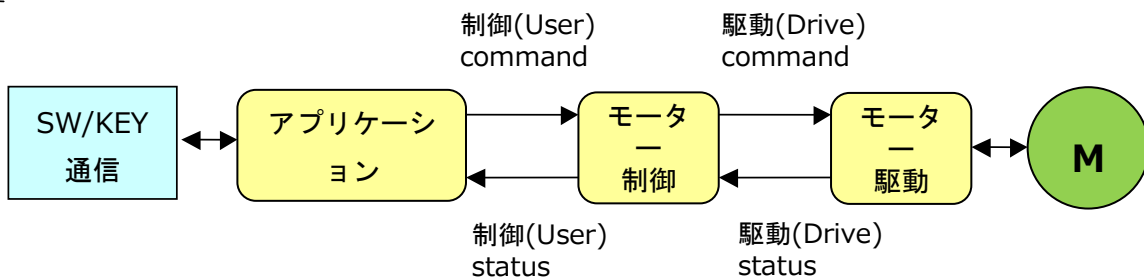 制御(User)
command
駆動(Drive)
command
SW/KEY
通信
アプリケーシ
ョン
モータ
ー
制御
モータ
ー
駆動
M
制御(User)
status
駆動(Drive)
status